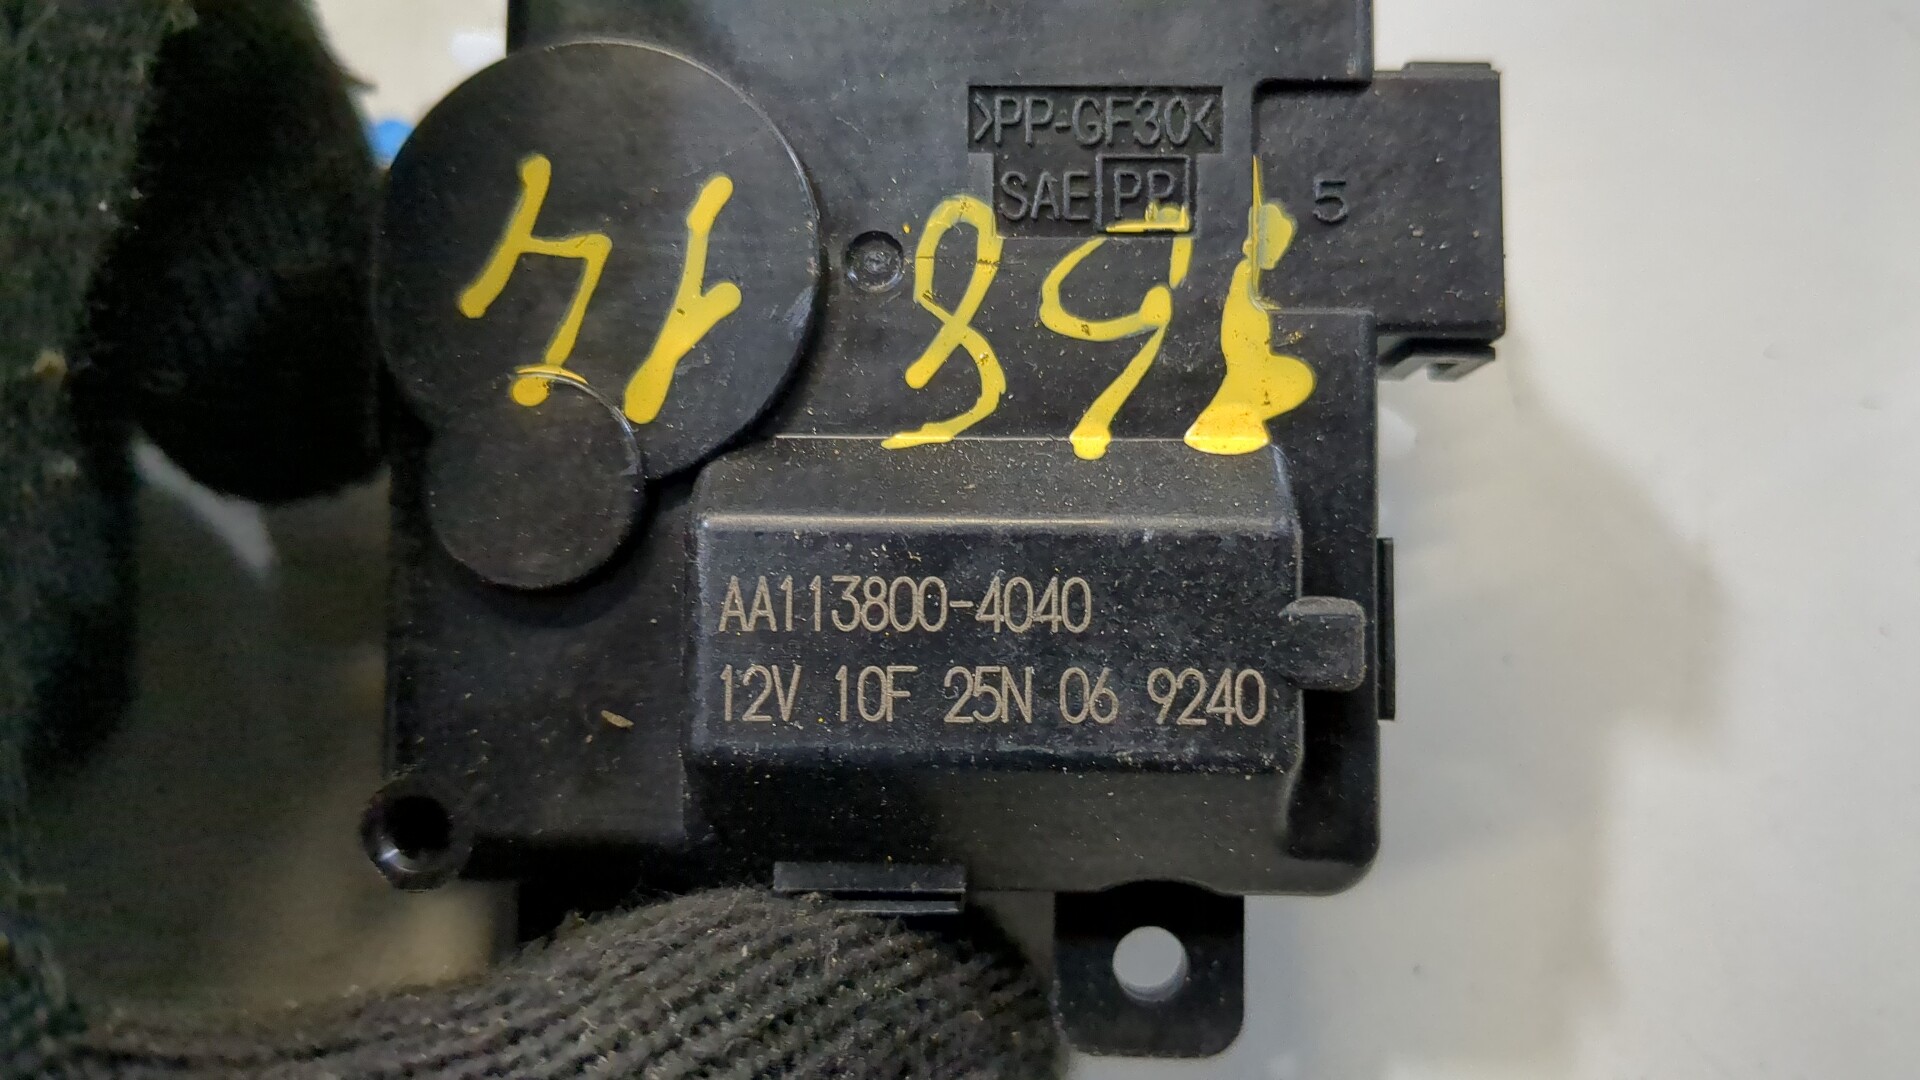 >PP-GF30<
SAE PP
5
AA113800-4040
12V 10F 25N 06 9240